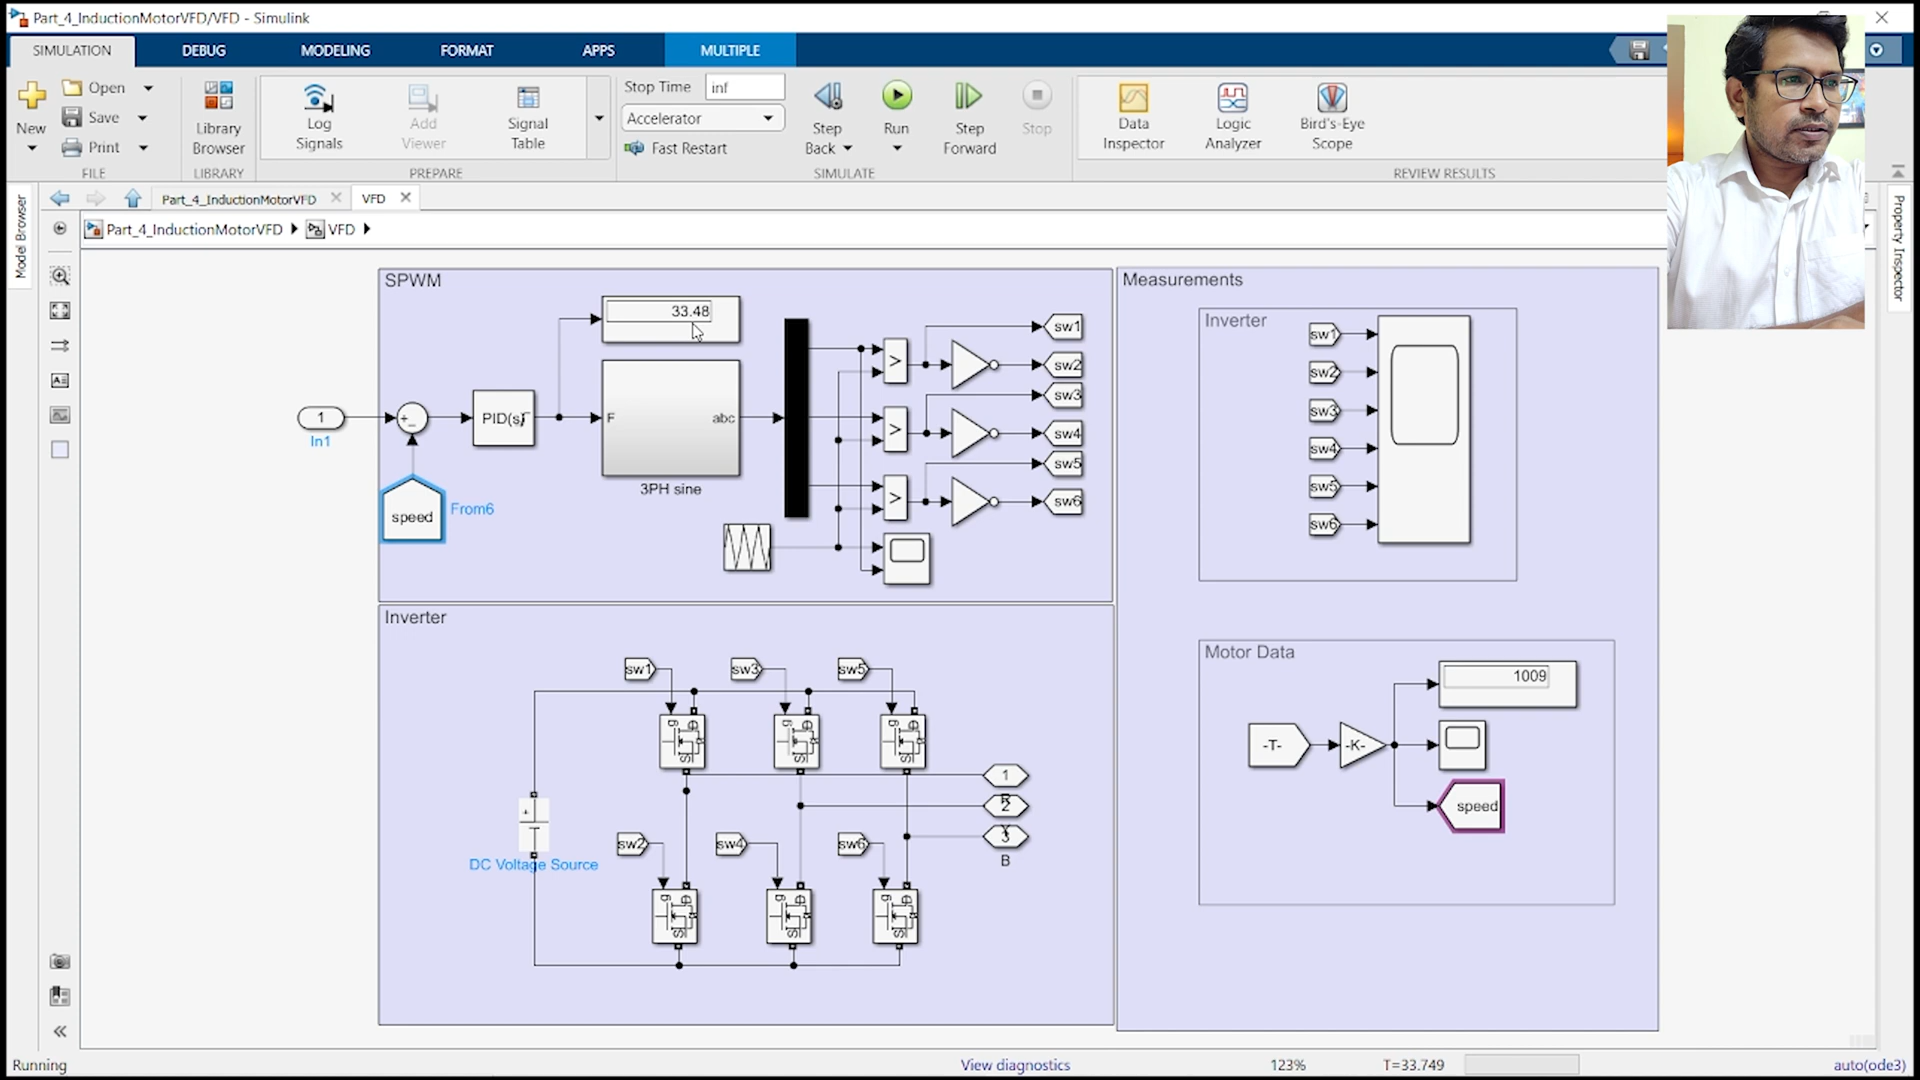 Part_4_InductionMotorVFD/VFD - Simulink
SIMULATION DEBUG MODELING FORMAT APPS MULTIPLE
New
Open
Save
Print
FILE
Library Browser
LIBRARY
Log Signals
Add Viewer
Signal Table
PREPARE
Stop Time inf
Accelerator
Fast Restart
Step Back
Run
Step Forward
Stop
SIMULATE
Data Inspector
Logic Analyzer
Bird's-Eye Scope
REVIEW RESULTS
Model Browser
Property Inspector
Part_4_InductionMotorVFD VFD
Part_4_InductionMotorVFD VFD
SPWM
33.48
1
In1
+
-
PID(s)
F
abc
3PH sine
speed
From6
>
>
>
sw1
sw2
sw3
sw4
sw5
sw6
Measurements
Inverter
sw1
sw2
sw3
sw4
sw5
sw6
Inverter
sw1 sw3 sw5
g D S
g D S
g D S
1
2
3
B
+
DC Voltage Source
sw2 sw4 sw6
g D S
g D S
g D S
Motor Data
1009
-T-
-K-
speed
Running
View diagnostics
123%
T=33.749
auto(ode3)